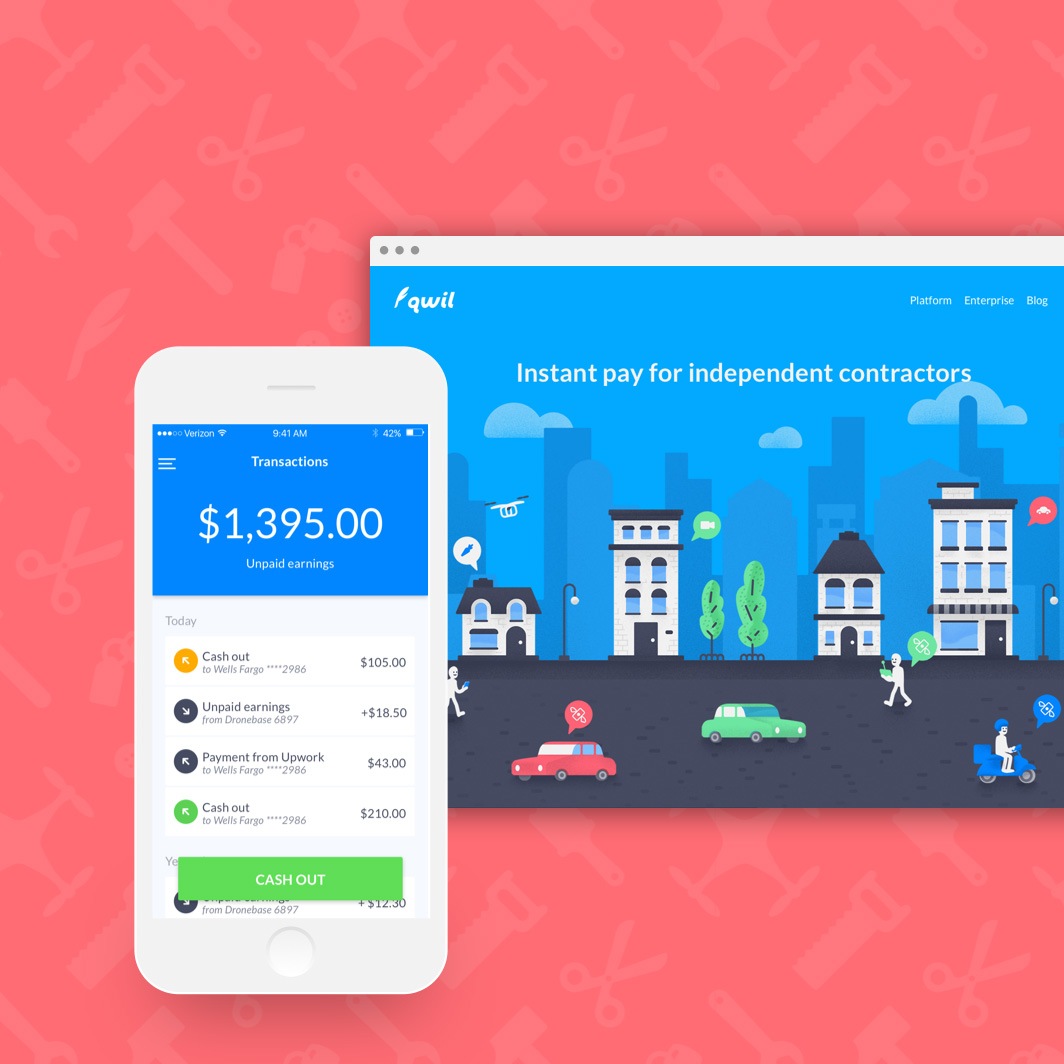 qwil
Platform Enterprise Blog
Instant pay for independent contractors
Verizon 9:41 AM 42%
Transactions
$1,395.00
Unpaid earnings
Today
Cash out
to Wells Fargo ****2986
$105.00
Unpaid earnings
from Dronebase 6897
+$18.50
Payment from Upwork
to Wells Fargo ****2986
$43.00
Cash out
to Wells Fargo ****2986
$210.00
CASH OUT
Unpaid earnings
from Dronebase 6897
+ $12.30